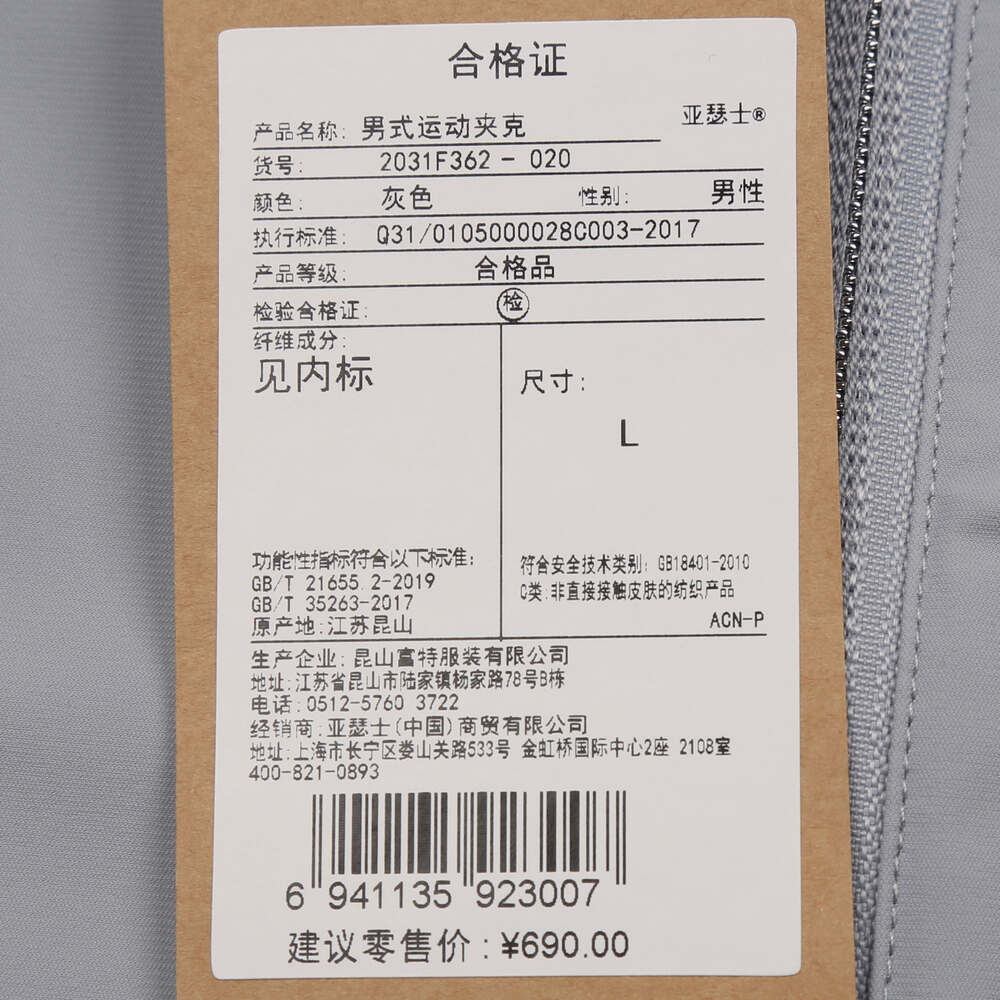 合格证
亚瑟士®
产品名称: 男式运动夹克
货号: 2031F362 - 020
颜色: 灰色 性别: 男性
执行标准: Q31/0105000028C003-2017
产品等级: 合格品
检验合格证: 检
纤维成分:
见内标
尺寸:
L
功能性指标符合以下标准:
GB/T 21655 2-2019
GB/T 35263-2017
原产地:江苏昆山
符合安全技术类别: GB18401-2010
C类:非直接接触皮肤的纺织产品
ACN-P
生产企业: 昆山富特服装有限公司
地址:江苏省昆山市陆家镇杨家路78号B栋
电话:0512-5760 3722
经销商:亚瑟士(中国)商贸有限公司
地址:上海市长宁区娄山关路533号 金虹桥国际中心2座 2108室
400-821-0893
6 941135 923007
建议零售价:¥690.00